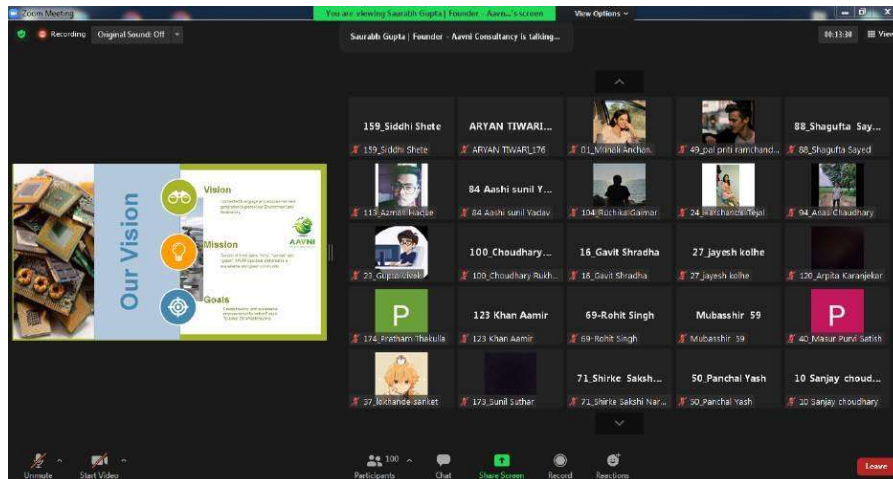 Zoom Meeting
You are viewing Saurabh Gupta | Founder - Aavn...'s screen
View Options
Recording
Original Sound: Off
Saurabh Gupta | Founder - Aavni Consultancy is talking...
00:13:30
View
159_Siddhi Shete
ARYAN TIWARI...
88_Shagufta Say...
159_Siddhi Shete
ARYAN TIWARI_176
49_pal priti ramchand...
88_Shagufta Sayed
84 Aashi sunil Y...
113_Azmati Haque
84 Aashi sunil Yadav
104_Ruchika Gaimar
24_Harchande Tejal
94_Anas Chaudhary
100_Choudhary...
16_Gavit Shradha
27_jayesh kolhe
23_Gupta vivek
100_Choudhary Rukh...
16_Gavit Shradha
27_jayesh kolhe
120_Arpita Karanjekar
P
123 Khan Aamir
69-Rohit Singh
Mubasshir 59
P
174_Pratham Thakulla
123 Khan Aamir
69-Rohit Singh
Mubasshir 59
40_Masur Purvi Satish
71_Shirke Saksh...
50_Panchal Yash
10 Sanjay choud...
37_lokhande sanket
173_Sunil Suthar
71_Shirke Sakshi Nar...
50_Panchal Yash
10 Sanjay choudhary
Our Vision
Vision
Mission
AAVNI
Goals
Unmute
Start Video
100
Participants
Chat
Share Screen
Record
Reactions
Leave